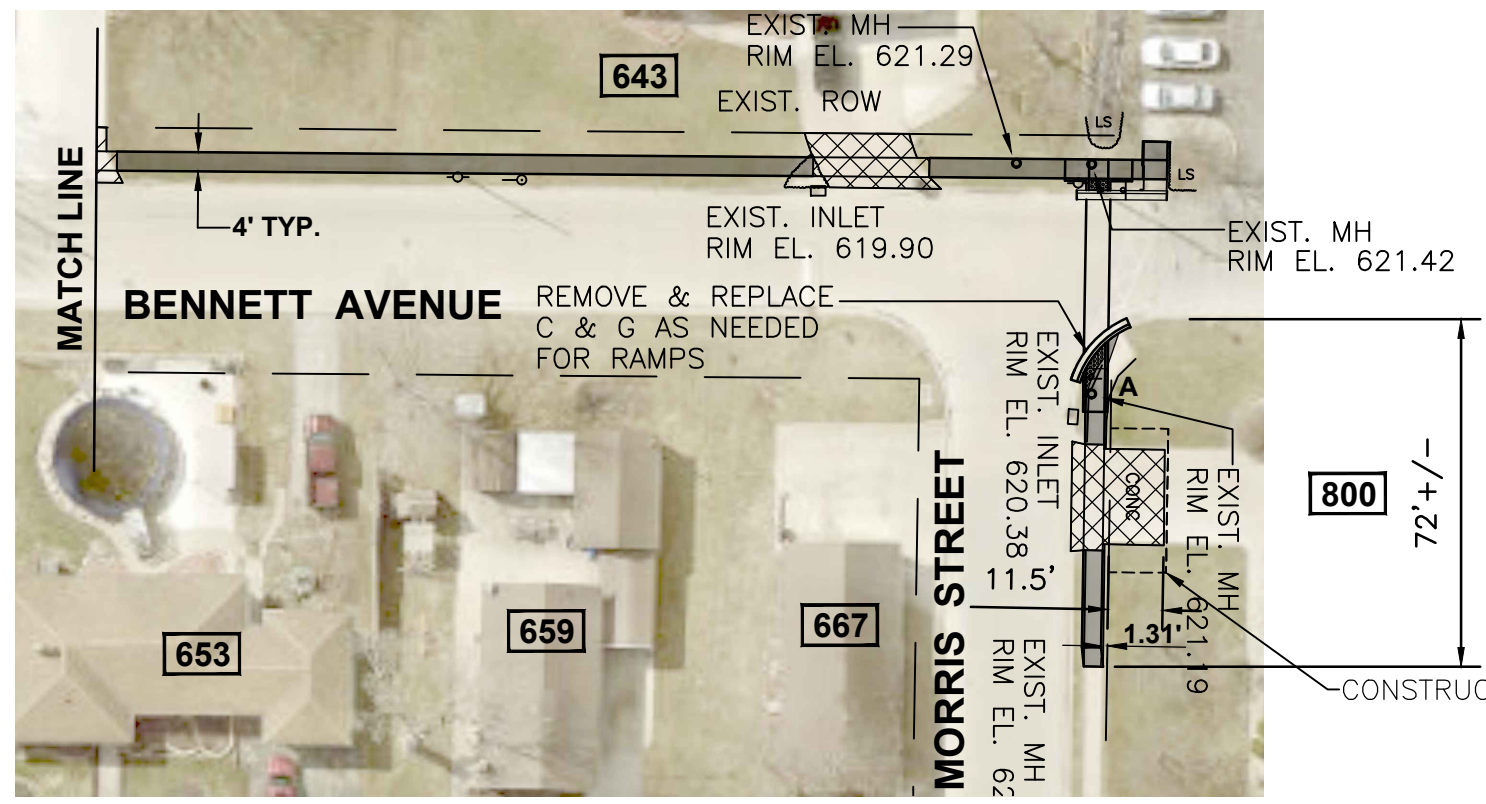 EXIST. MH
RIM EL. 621.29
643
EXIST. ROW
LS
LS
MATCH LINE
4' TYP.
EXIST. INLET
RIM EL. 619.90
EXIST. MH
RIM EL. 621.42
BENNETT AVENUE
REMOVE & REPLACE
C & G AS NEEDED
FOR RAMPS
EXIST. INLET
RIM EL. 620.38
A
CONC
EXIST. MH
RIM EL. 621.19
800
72'+/-
MORRIS STREET
11.5'
1.31'
653
659
667
EXIST. MH
RIM EL. 62
CONSTRUC